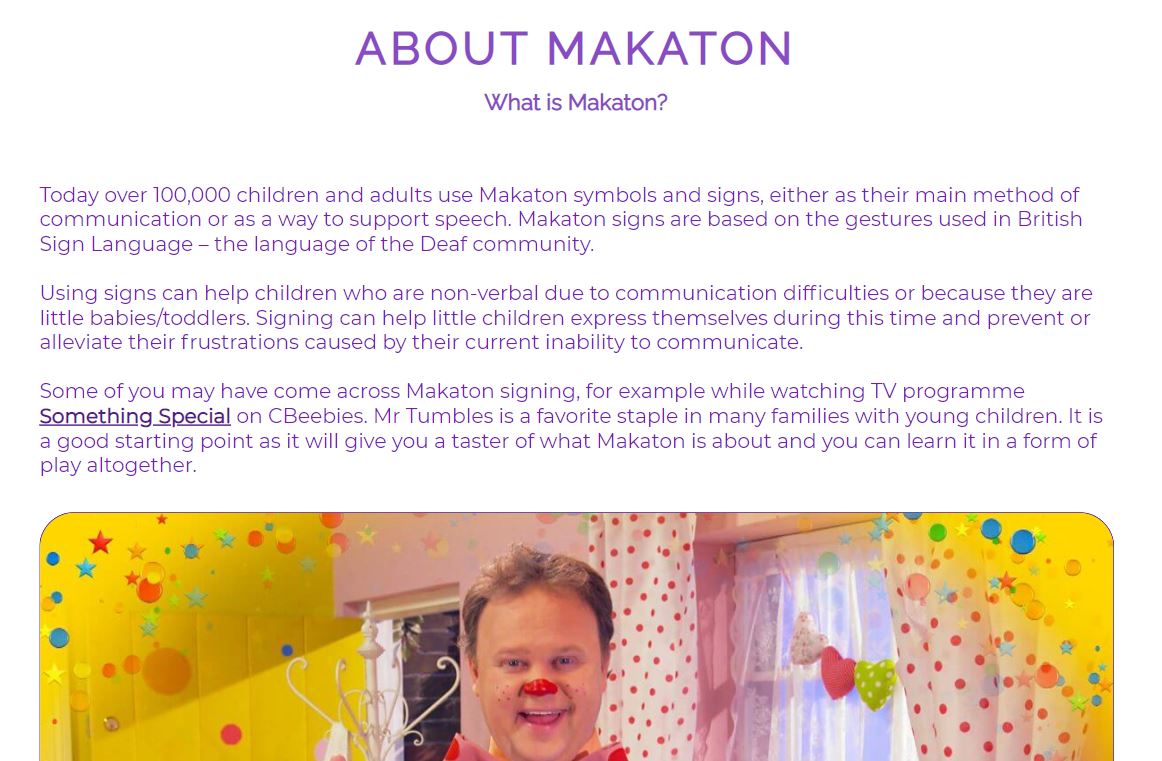 ABOUT MAKATON
What is Makaton?
Today over 100,000 children and adults use Makaton symbols and signs, either as their main method of
communication or as a way to support speech. Makaton signs are based on the gestures used in British
Sign Language – the language of the Deaf community.
Using signs can help children who are non-verbal due to communication difficulties or because they are
little babies/toddlers. Signing can help little children express themselves during this time and prevent or
alleviate their frustrations caused by their current inability to communicate.
Some of you may have come across Makaton signing, for example while watching TV programme
Something Special on CBeebies. Mr Tumbles is a favorite staple in many families with young children. It is
a good starting point as it will give you a taster of what Makaton is about and you can learn it in a form of
play altogether.